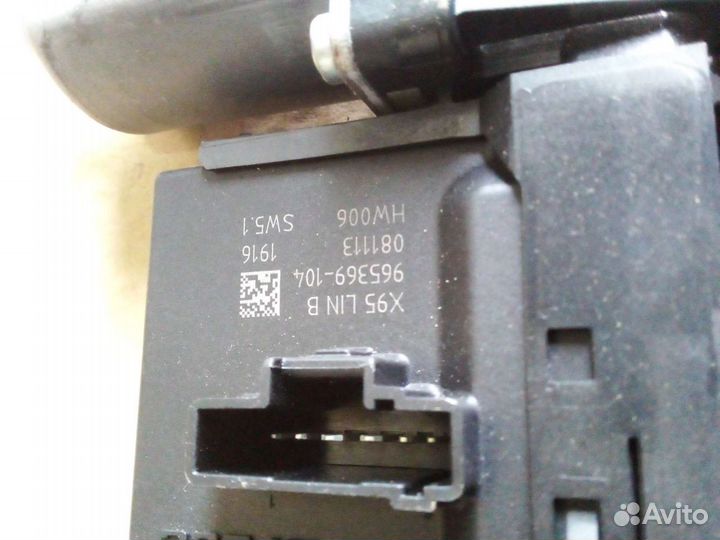 X95 LIN B
965369-104
081113 1916
HW006 SW5.1
Avito